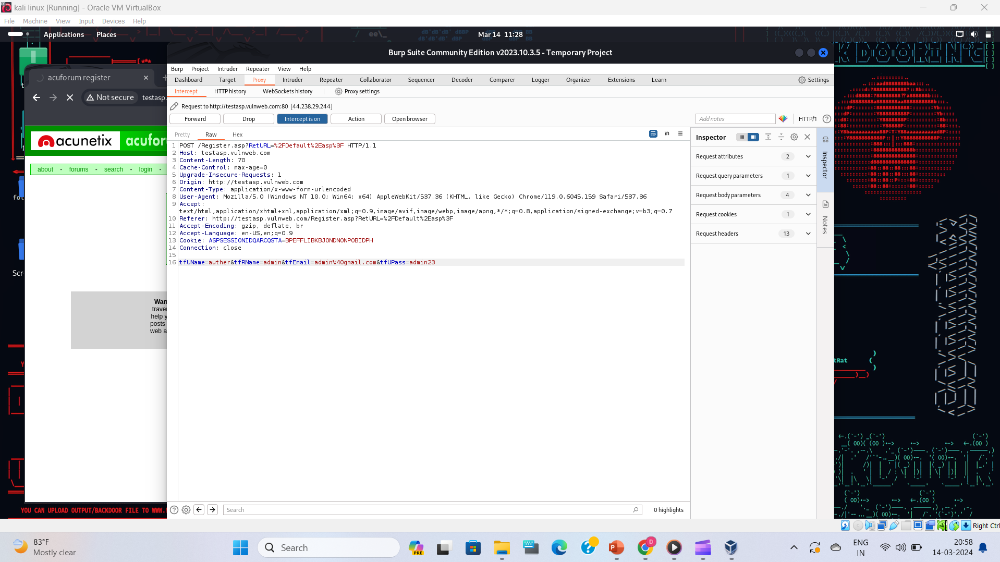 kali linux [Running] - Oracle VM VirtualBox
File Machine View Input Devices Help
Applications Places
Mar 14 11:28
Burp Suite Community Edition v2023.10.3.5 - Temporary Project
Burp Project Intruder Repeater View Help
Dashboard Target Proxy Intruder Repeater Collaborator Sequencer Decoder Comparer Logger Organizer Extensions Learn
Settings
Intercept HTTP history WebSockets history Proxy settings
Request to http://testasp.vulnweb.com:80 [44.238.29.244]
Forward Drop Intercept is on Action Open browser
Add notes
HTTP/1
Pretty Raw Hex
\n
1 POST /Register.asp?RetURL=%2FDefault%2Easp%3F HTTP/1.1
2 Host: testasp.vulnweb.com
3 Content-Length: 70
4 Cache-Control: max-age=0
5 Upgrade-Insecure-Requests: 1
6 Origin: http://testasp.vulnweb.com
7 Content-Type: application/x-www-form-urlencoded
8 User-Agent: Mozilla/5.0 (Windows NT 10.0; Win64; x64) AppleWebKit/537.36 (KHTML, like Gecko) Chrome/119.0.6045.159 Safari/537.36
9 Accept:
text/html,application/xhtml+xml,application/xml;q=0.9,image/avif,image/webp,image/apng,*/*;q=0.8,application/signed-exchange;v=b3;q=0.7
10 Referer: http://testasp.vulnweb.com/Register.asp?RetURL=%2FDefault%2Easp%3F
11 Accept-Encoding: gzip, deflate, br
12 Accept-Language: en-US,en;q=0.9
13 Cookie: ASPSESSIONIDQARCQSTA=BPEFFLIBKBJONDNONPOBIDPH
14 Connection: close
15
16 tfUName=auther&tfRName=admin&tfEmail=admin%40gmail.com&tfUPass=admin23
Inspector
Request attributes 2
Request query parameters 1
Request body parameters 4
Request cookies 1
Request headers 13
Inspector
Notes
Search
0 highlights
acuforum register
Not secure testasp.
acunetix acufor
about - forums - search - login -
Warn
traver
help y
posts
web a
Scr
YOU CAN UPLOAD OUTPUT/BACKDOOR FILE TO WWW.
tRat
Right Ctrl
83°F
Mostly clear
Search
PRE
D
ENG
IN
20:58
14-03-2024